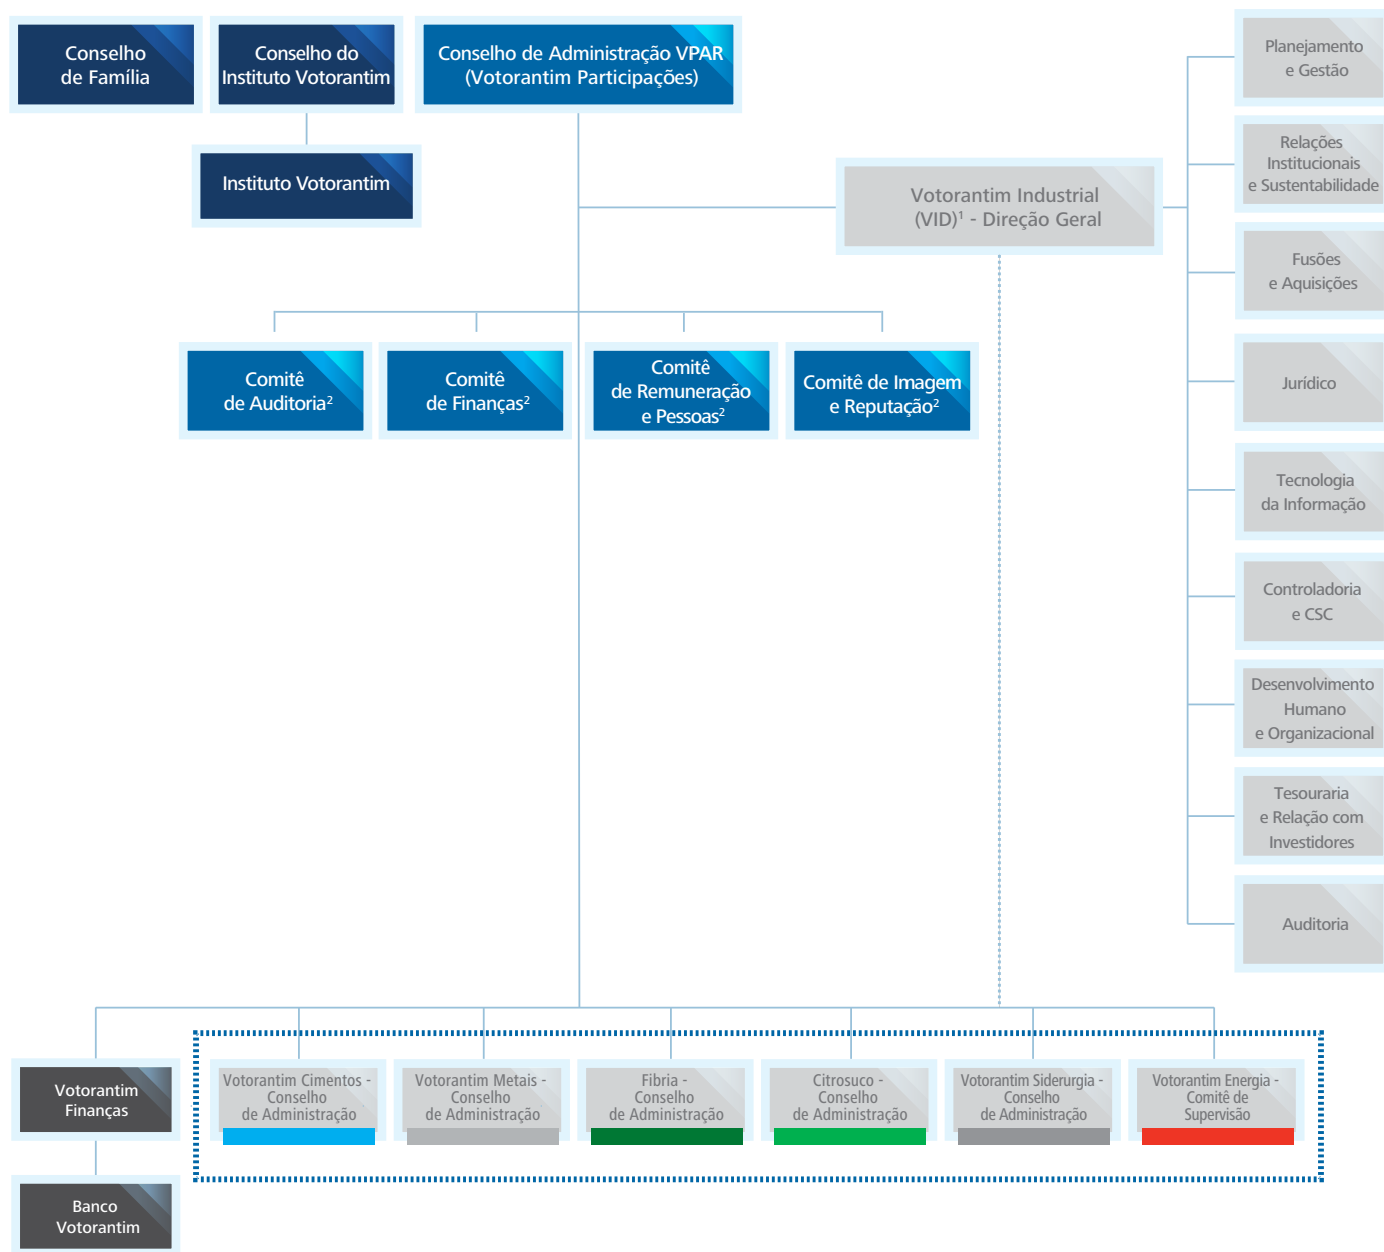 Conselho
de Família
Conselho do
Instituto Votorantim
Conselho de Administração VPAR
(Votorantim Participações)
Instituto Votorantim
Votorantim Industrial
(VID)¹ - Direção Geral
Planejamento
e Gestão
Relações
Institucionais
e Sustentabilidade
Fusões
e Aquisições
Jurídico
Tecnologia
da Informação
Controladoria
e CSC
Desenvolvimento
Humano
e Organizacional
Tesouraria
e Relação com
Investidores
Auditoria
Comitê
de Auditoria²
Comitê
de Finanças²
Comitê
de Remuneração
e Pessoas²
Comitê de Imagem
e Reputação²
Votorantim
Finanças
Votorantim Cimentos -
Conselho
de Administração
Votorantim Metais -
Conselho
de Administração
Fibria -
Conselho
de Administração
Citrosuco -
Conselho
de Administração
Votorantim Siderurgia -
Conselho
de Administração
Votorantim Energia -
Comitê de
Supervisão
Banco
Votorantim